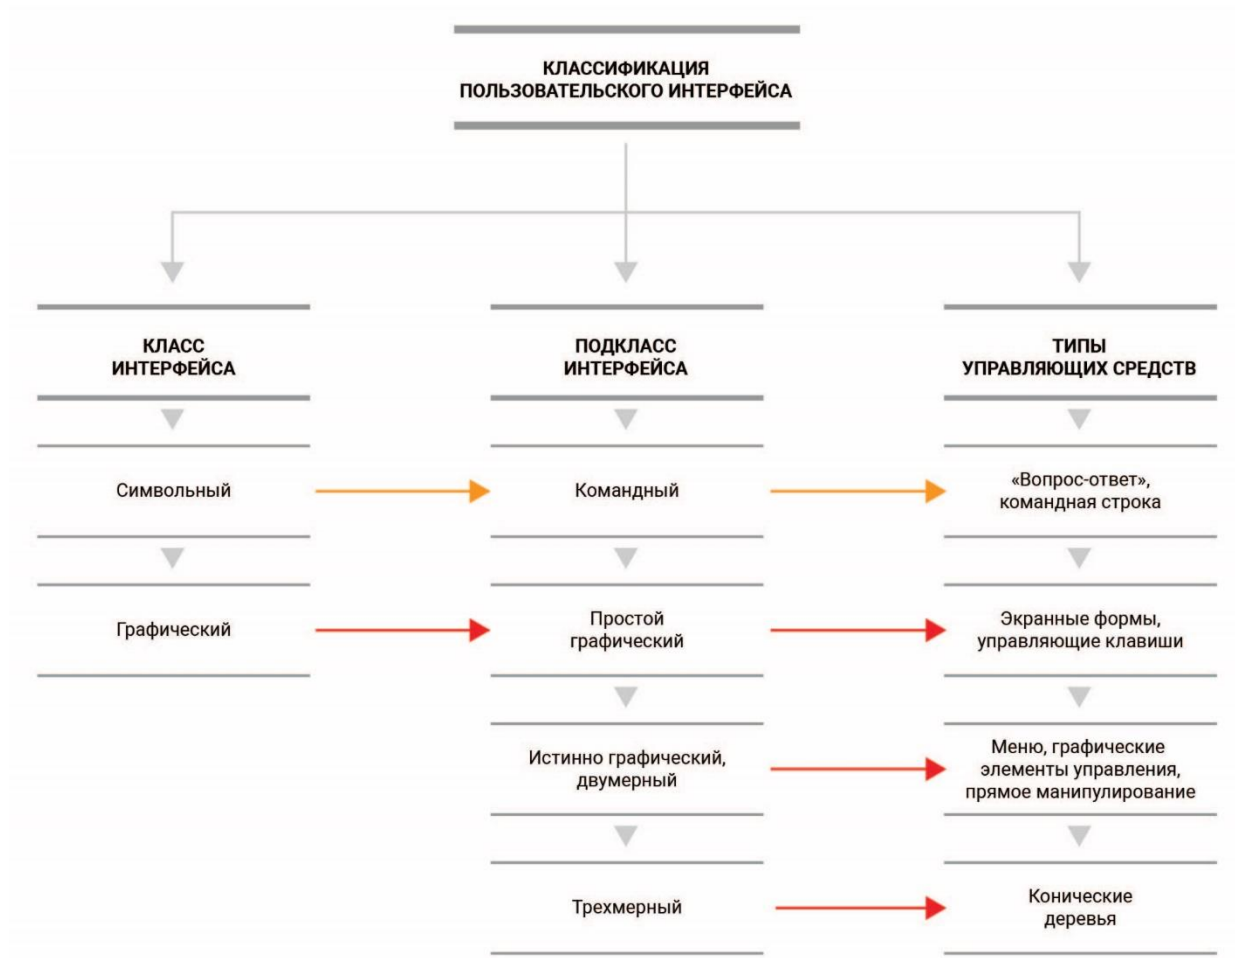 КЛАССИФИКАЦИЯ
ПОЛЬЗОВАТЕЛЬСКОГО ИНТЕРФЕЙСА
КЛАСС
ИНТЕРФЕЙСА
ПОДКЛАСС
ИНТЕРФЕЙСА
ТИПЫ
УПРАВЛЯЮЩИХ СРЕДСТВ
Символьный
Командный
«Вопрос-ответ»,
командная строка
Графический
Простой
графический
Экранные формы,
управляющие клавиши
Истинно графический,
двумерный
Меню, графические
элементы управления,
прямое манипулирование
Трехмерный
Конические
деревья